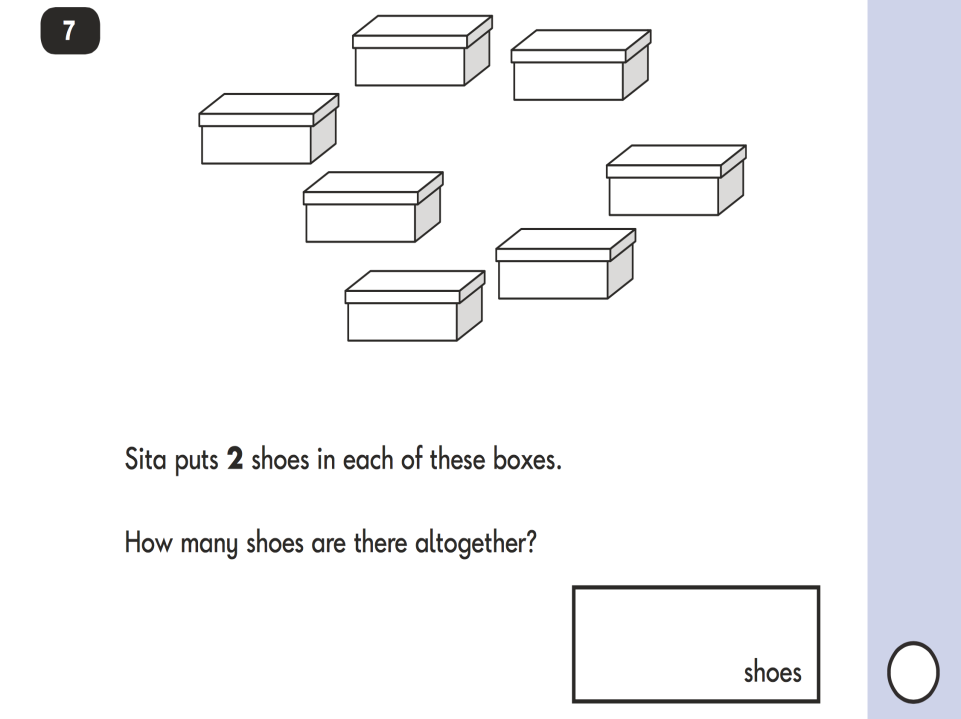 7
Sita puts 2 shoes in each of these boxes.
How many shoes are there altogether?
shoes